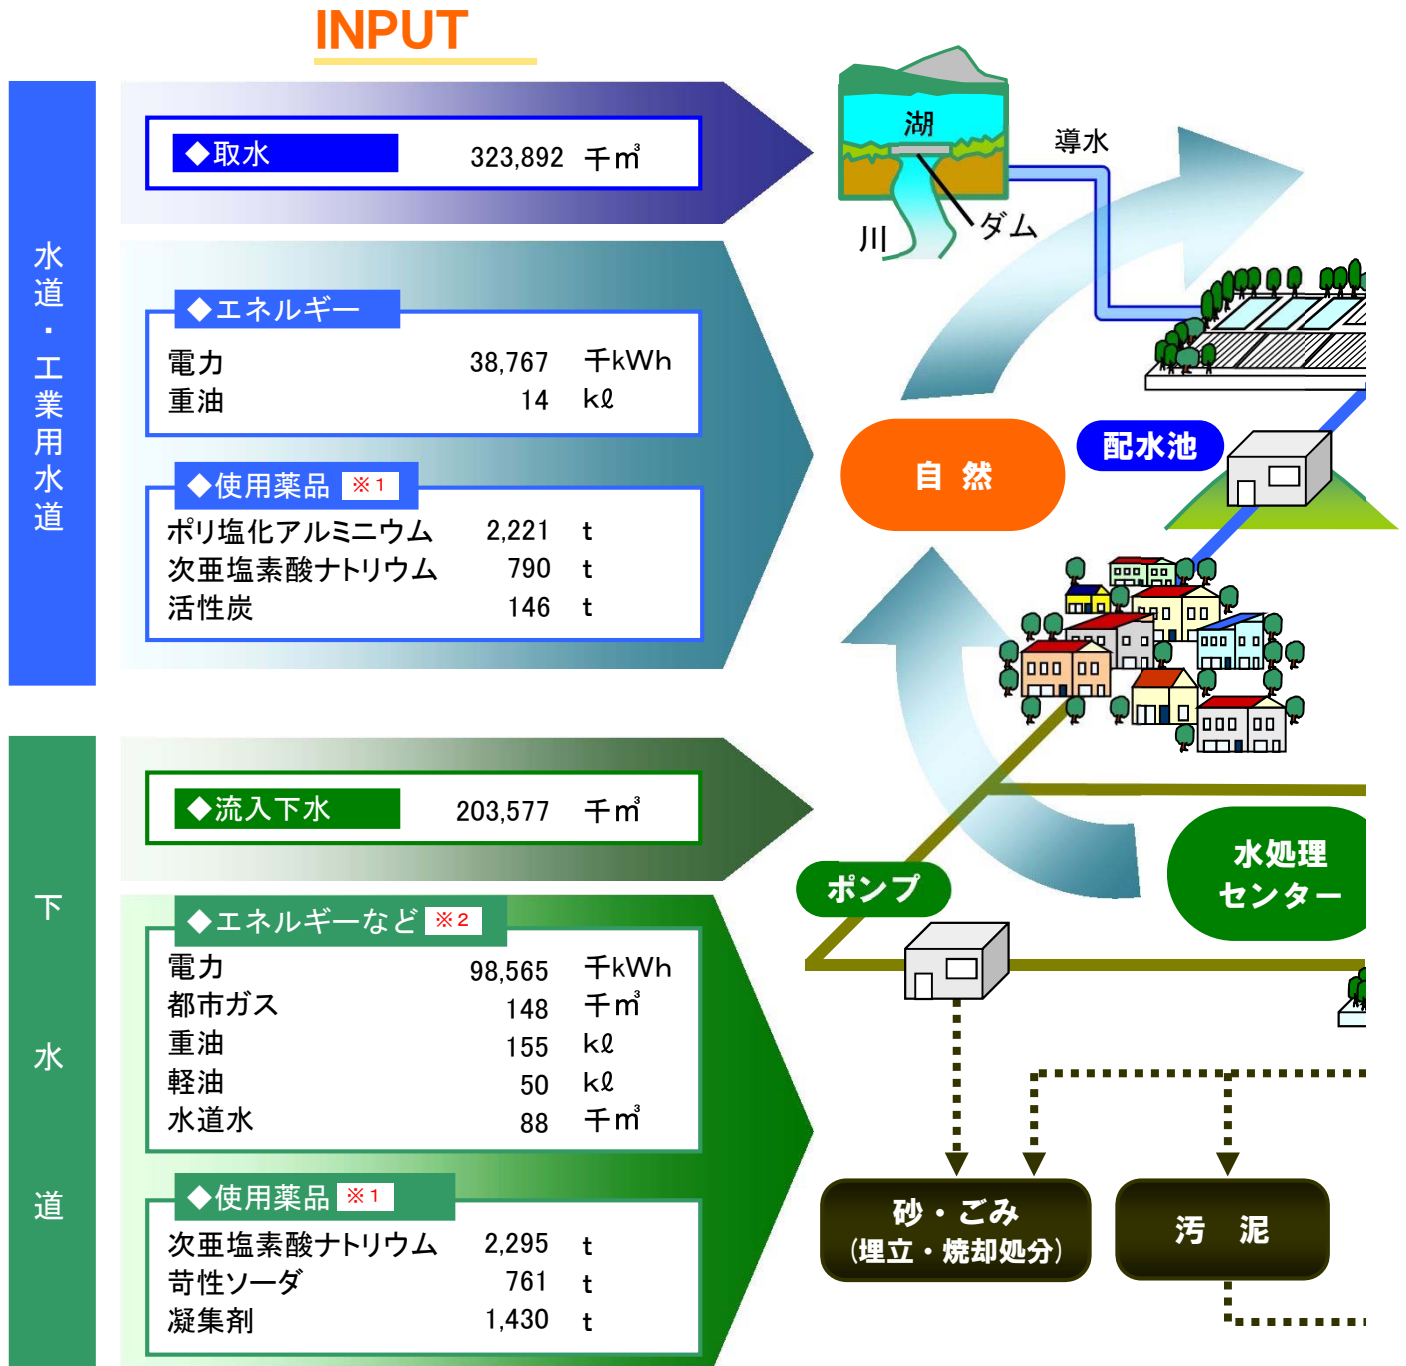 INPUT
水道・工業用水道
◆取水 323,892 千㎥
◆エネルギー
電力 38,767 千kWh
重油 14 kℓ
◆使用薬品 ※1
ポリ塩化アルミニウム 2,221 t
次亜塩素酸ナトリウム 790 t
活性炭 146 t
湖
導水
川
ダム
自然
配水池
下水道
◆流入下水 203,577 千㎥
◆エネルギーなど ※2
電力 98,565 千kWh
都市ガス 148 千㎥
重油 155 kℓ
軽油 50 kℓ
水道水 88 千㎥
◆使用薬品 ※1
次亜塩素酸ナトリウム 2,295 t
苛性ソーダ 761 t
凝集剤 1,430 t
水処理
センター
ポンプ
砂・ごみ
(埋立・焼却処分)
汚泥